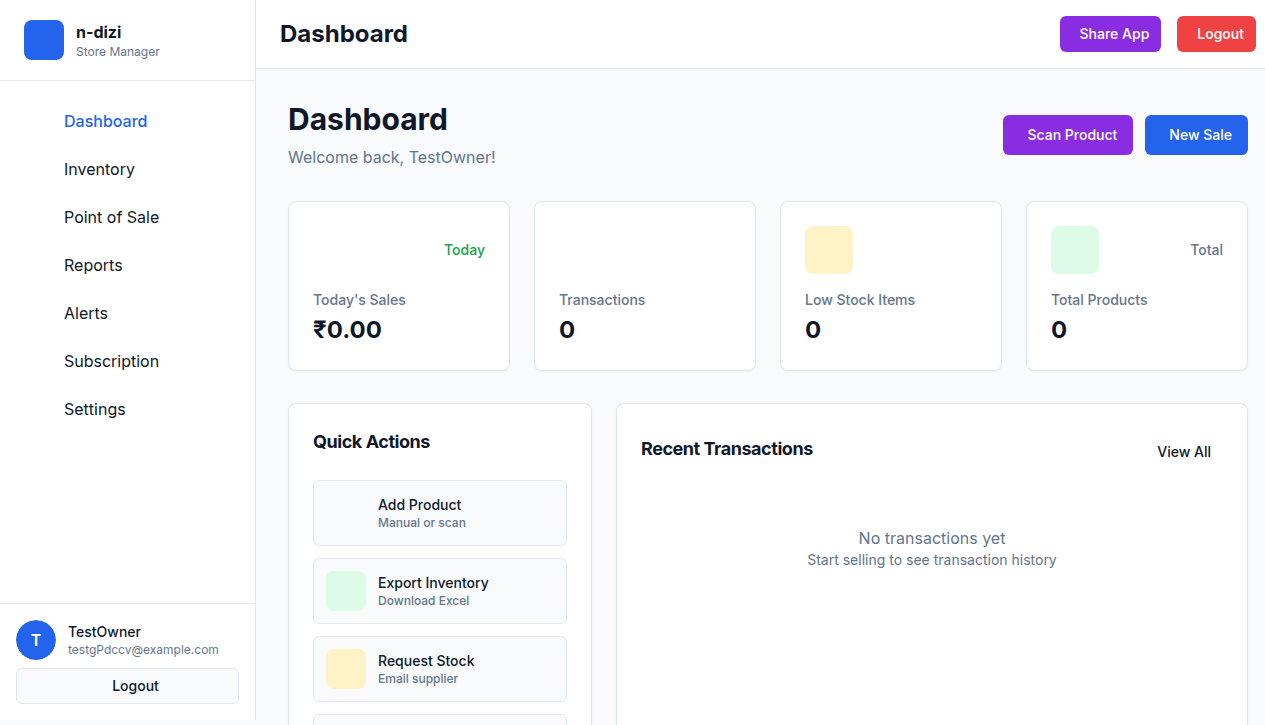 n-dizi
Store Manager
Dashboard
Inventory
Point of Sale
Reports
Alerts
Subscription
Settings
T
TestOwner
testgPdccv@example.com
Logout
Dashboard
Share App
Logout
Dashboard
Welcome back, TestOwner!
Scan Product
New Sale
Today
Today's Sales
₹0.00
Transactions
0
Low Stock Items
0
Total
Total Products
0
Quick Actions
Add Product
Manual or scan
Export Inventory
Download Excel
Request Stock
Email supplier
Recent Transactions
View All
No transactions yet
Start selling to see transaction history